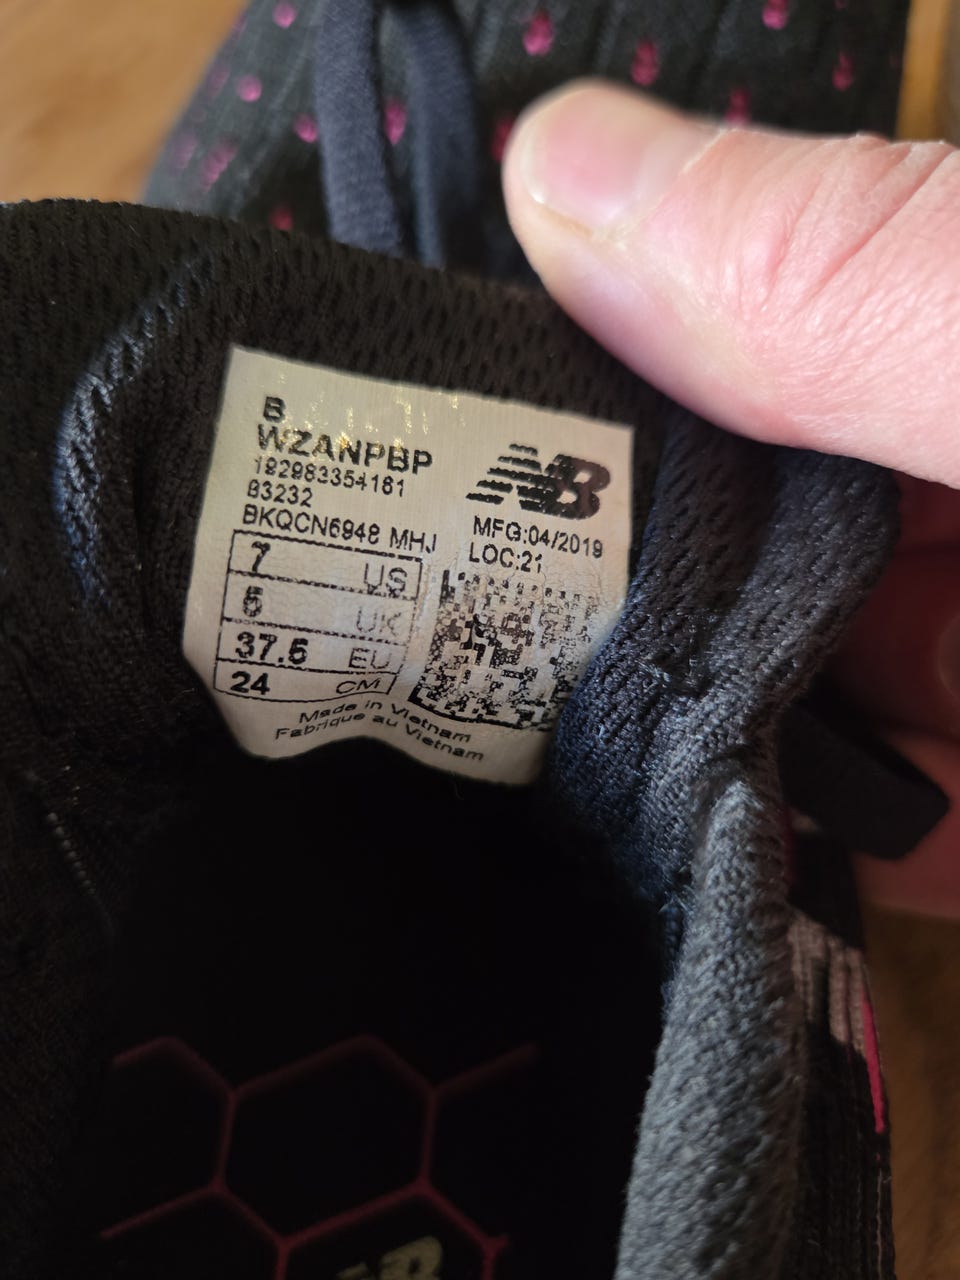 B
WZANPBP
192983354161
83232
BKQCN6948 MHJ
NB
MFG:04/2019
LOC:21
7 US
5 UK
37.5 EU
24 CM
Made in Vietnam
Fabrique au Vietnam